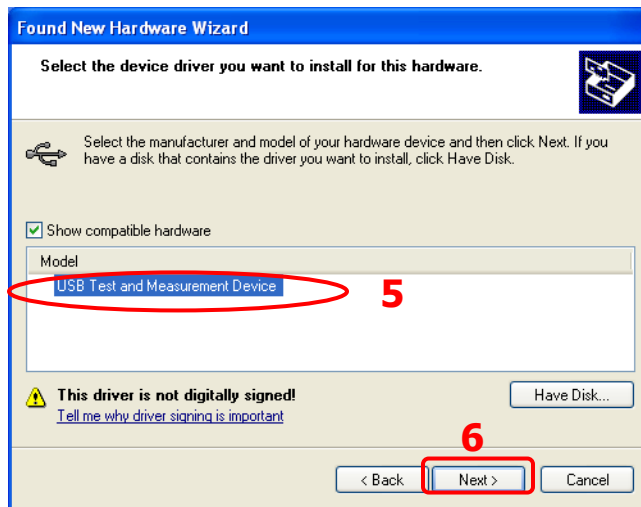 Found New Hardware Wizard
Select the device driver you want to install for this hardware.
Select the manufacturer and model of your hardware device and then click Next. If you
have a disk that contains the driver you want to install, click Have Disk.
Show compatible hardware
Model
USB Test and Measurement Device
5
This driver is not digitally signed!
Have Disk...
Tell me why driver signing is important
6
< Back
Next >
Cancel